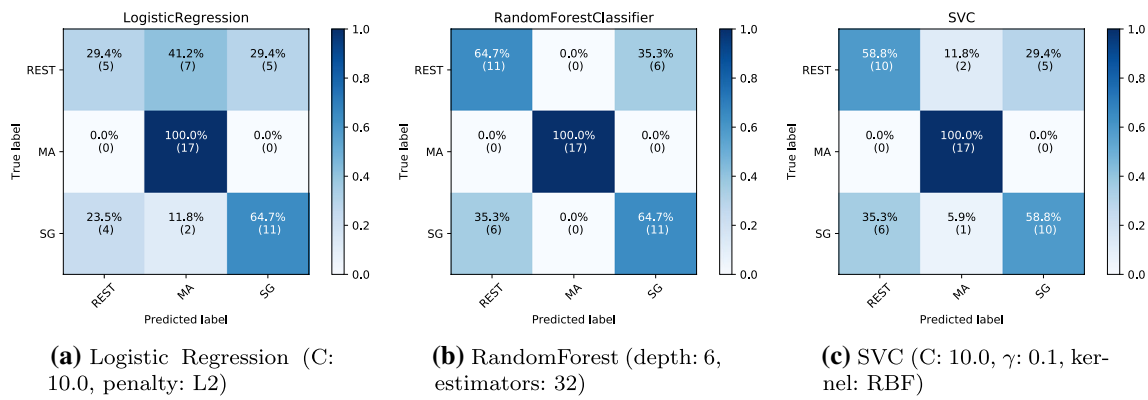 LogisticRegression
1.0
29.4%
(5)
41.2%
(7)
29.4%
(5)
REST
0.8
0.6
0.0%
(0)
100.0%
(17)
0.0%
(0)
MA
True label
0.4
23.5%
(4)
11.8%
(2)
64.7%
(11)
SG
0.2
0.0
REST
MA
SG
Predicted label
(a) Logistic Regression (C:
10.0, penalty: L2)
RandomForestClassifier
1.0
64.7%
(11)
0.0%
(0)
35.3%
(6)
REST
0.8
0.6
0.0%
(0)
100.0%
(17)
0.0%
(0)
MA
True label
0.4
35.3%
(6)
0.0%
(0)
64.7%
(11)
SG
0.2
0.0
REST
MA
SG
Predicted label
(b) RandomForest (depth: 6,
estimators: 32)
SVC
1.0
58.8%
(10)
11.8%
(2)
29.4%
(5)
REST
0.8
0.6
0.0%
(0)
100.0%
(17)
0.0%
(0)
MA
True label
0.4
35.3%
(6)
5.9%
(1)
58.8%
(10)
SG
0.2
0.0
REST
MA
SG
Predicted label
(c) SVC (C: 10.0, γ: 0.1, ker-
nel: RBF)